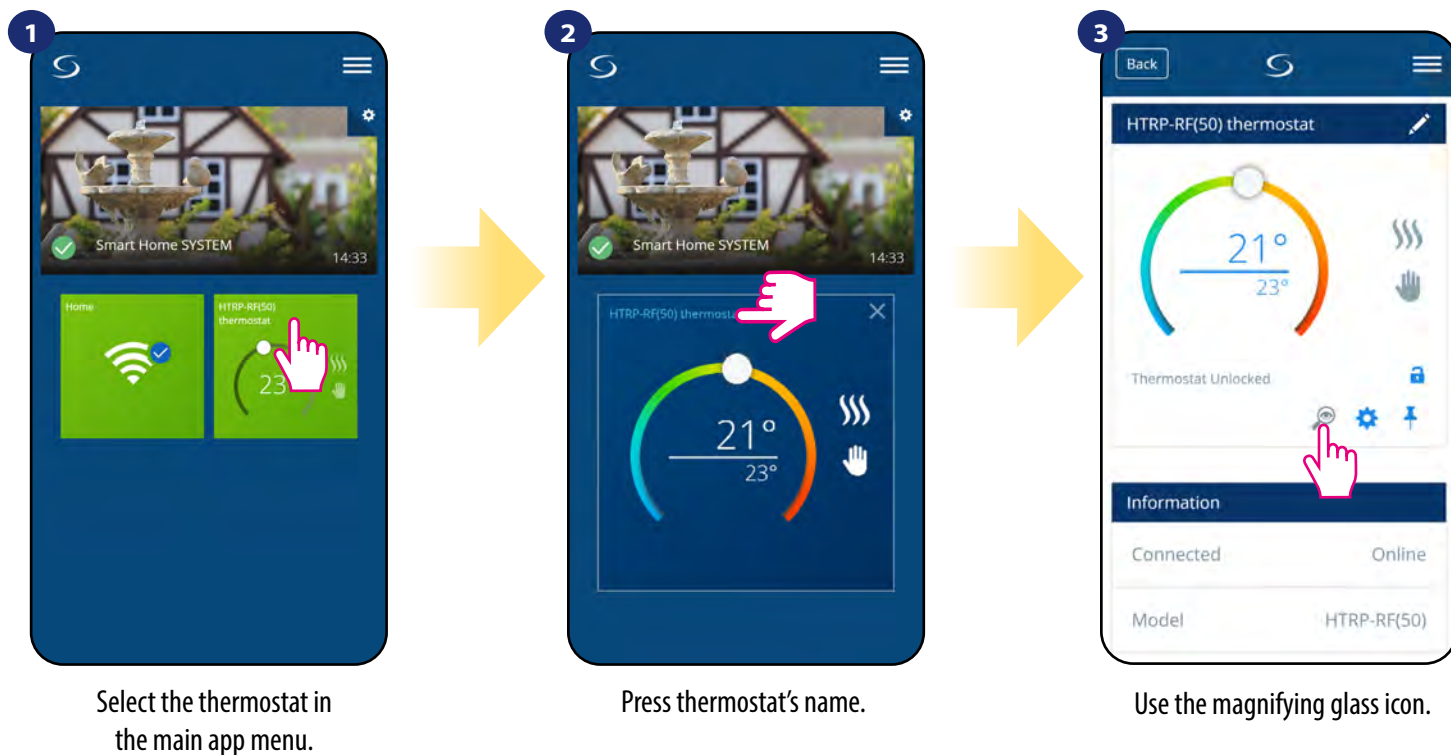 1
Smart Home SYSTEM
14:33
Home
HTRP-RF(50)
thermostat
23
Select the thermostat in
the main app menu.
2
Smart Home SYSTEM
14:33
HTRP-RF(50) thermosta
21°
23°
Press thermostat's name.
3
Back
HTRP-RF(50) thermostat
21°
23°
Thermostat Unlocked
Information
Connected Online
Model HTRP-RF(50)
Use the magnifying glass icon.